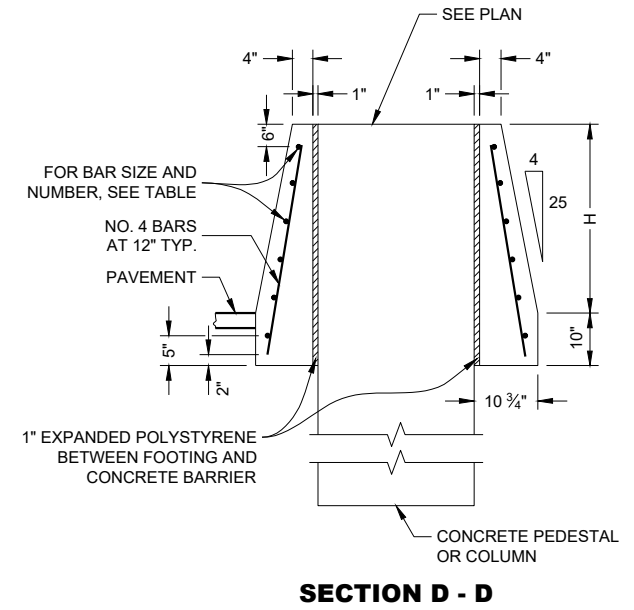 SEE PLAN
4"
4"
1"
1"
6"
FOR BAR SIZE AND
NUMBER, SEE TABLE
4
25
H
NO. 4 BARS
AT 12" TYP.
PAVEMENT
5"
2"
10"
10 3/4"
1" EXPANDED POLYSTYRENE
BETWEEN FOOTING AND
CONCRETE BARRIER
CONCRETE PEDESTAL
OR COLUMN
SECTION D - D